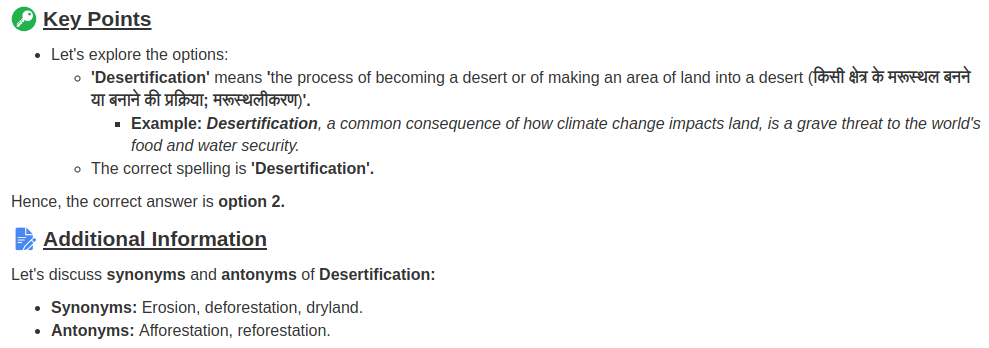 Key Points
Let's explore the options:
'Desertification' means 'the process of becoming a desert or of making an area of land into a desert (किसी क्षेत्र के मरूस्थल बनने
या बनाने की प्रक्रिया; मरूस्थलीकरण)'.
Example: Desertification, a common consequence of how climate change impacts land, is a grave threat to the world's
food and water security.
The correct spelling is 'Desertification'.
Hence, the correct answer is option 2.
Additional Information
Let's discuss synonyms and antonyms of Desertification:
Synonyms: Erosion, deforestation, dryland.
Antonyms: Afforestation, reforestation.